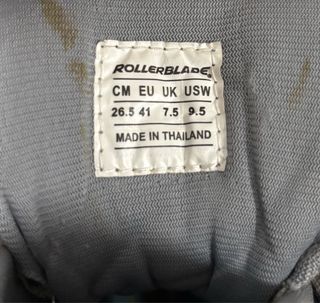 ROLLERBLADE
CM EU UK USW
26.5 41 7.5 9.5
MADE IN THAILAND